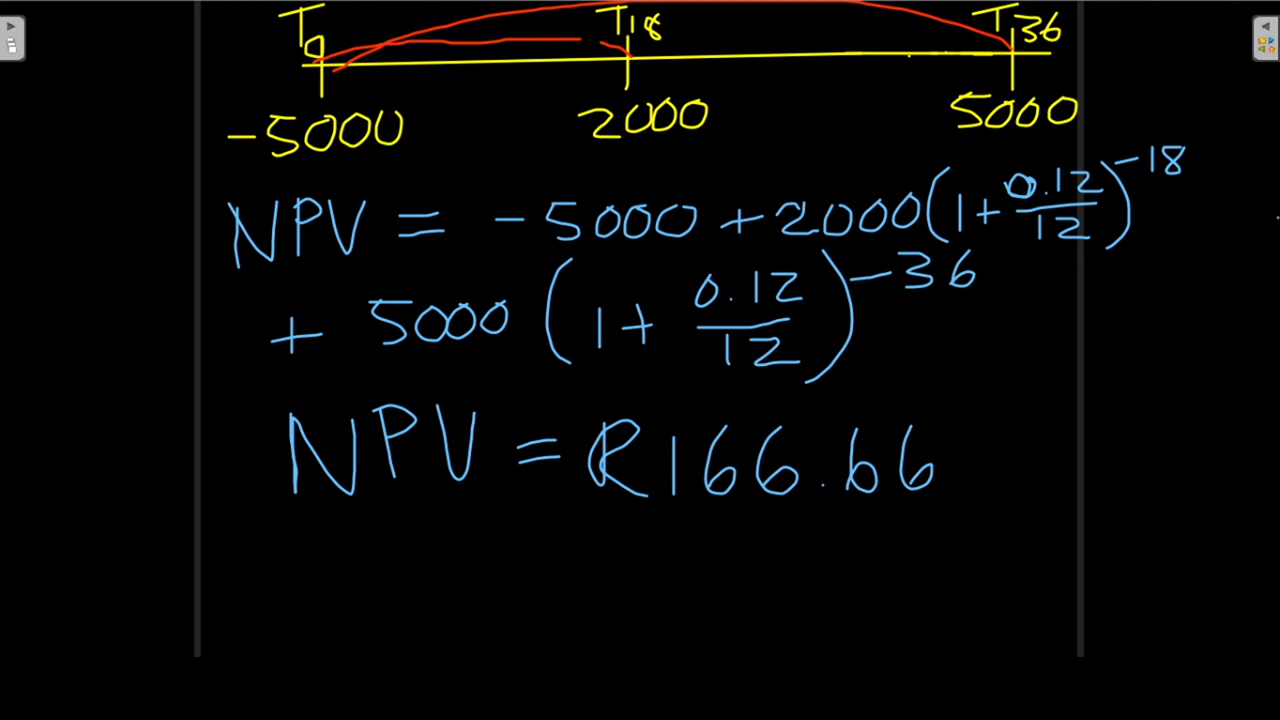 T0 T18 T36
-5000 2000 5000
NPV = -5000 + 2000(1 + 0.12/12)^-18
+ 5000 (1 + 0.12/12)^-36
NPV = R166.66